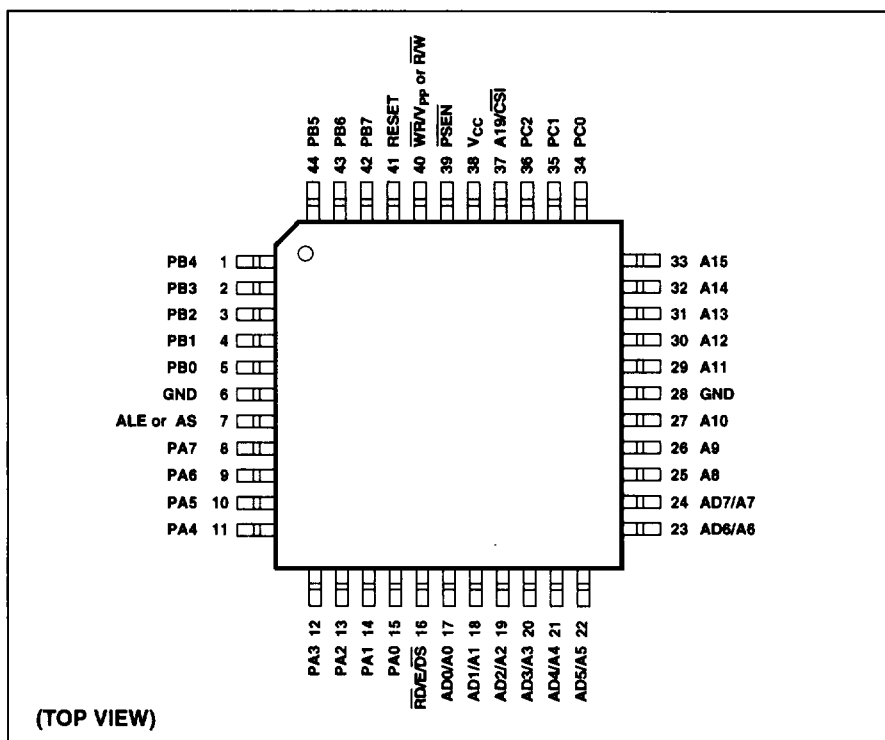 44 PB5
43 PB6
42 PB7
41 RESET
40 W̅R̅/VPP or R̅/̅W̅
39 P̅S̅E̅N̅
38 VCC
37 A19/C̅S̅I̅
36 PC2
35 PC1
34 PC0
PB4 1
PB3 2
PB2 3
PB1 4
PB0 5
GND 6
ALE or AS 7
PA7 8
PA6 9
PA5 10
PA4 11
33 A15
32 A14
31 A13
30 A12
29 A11
28 GND
27 A10
26 A9
25 A8
24 AD7/A7
23 AD6/A6
PA3 12
PA2 13
PA1 14
PA0 15
R̅D̅/E/D̅S̅ 16
AD0/A0 17
AD1/A1 18
AD2/A2 19
AD3/A3 20
AD4/A4 21
AD5/A5 22
(TOP VIEW)